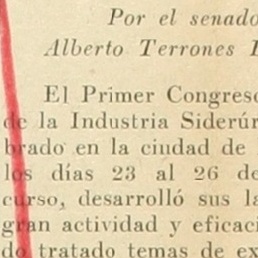 Por el senado
Alberto Terrones
El Primer Congreso
de la Industria Siderúr
brado en la ciudad de
los días 23 al 26 de
curso, desarrolló sus la
gran actividad y eficaci
do tratado temas de ex